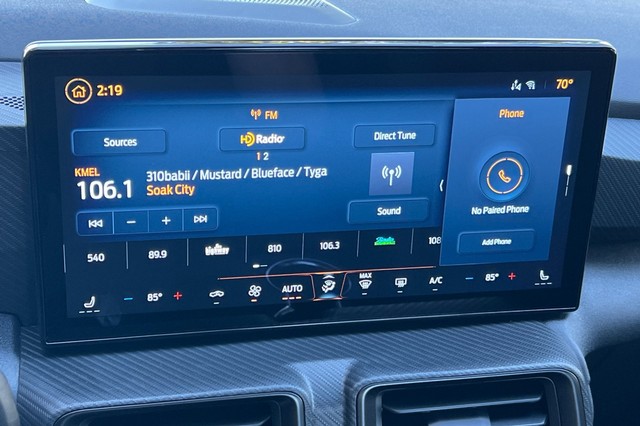 2:19
70°
FM
Phone
Sources
HD Radio
Direct Tune
1 2
KMEL
310babii / Mustard / Blueface / Tyga
106.1
Soak City
No Paired Phone
Sound
Add Phone
540
89.9
810
106.3
108
85°
AUTO
MAX
A/C
85°